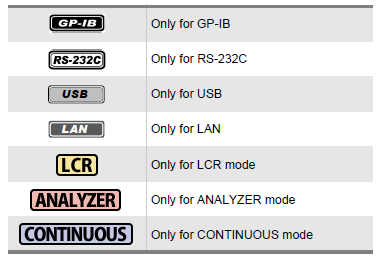 GP-IB Only for GP-IB
RS-232C Only for RS-232C
USB Only for USB
LAN Only for LAN
LCR Only for LCR mode
ANALYZER Only for ANALYZER mode
CONTINUOUS Only for CONTINUOUS mode